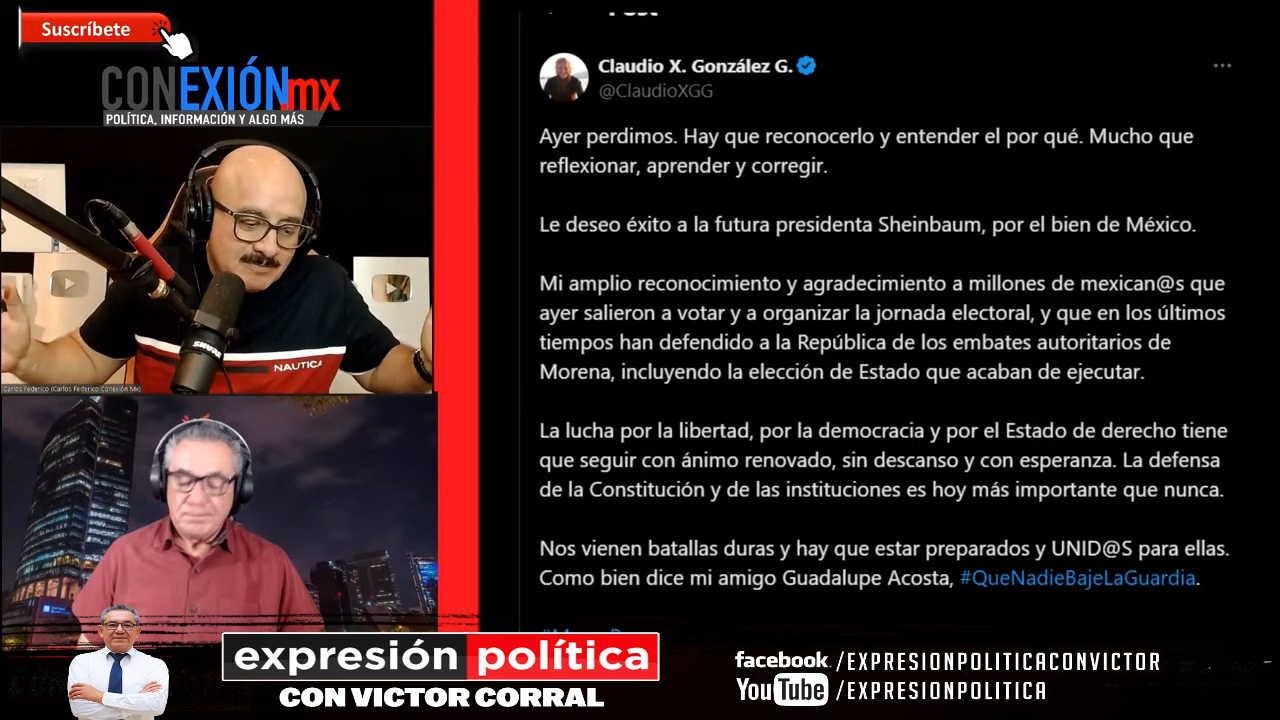 Suscríbete
CONEXIÓN.mx
POLÍTICA, INFORMACIÓN Y ALGO MÁS
NAUTICA
SHURE
Carlos Federico (Carlos Federico Conexión Mx)
Claudio X. González G.
@ClaudioXGG
Ayer perdimos. Hay que reconocerlo y entender el por qué. Mucho que
reflexionar, aprender y corregir.
Le deseo éxito a la futura presidenta Sheinbaum, por el bien de México.
Mi amplio reconocimiento y agradecimiento a millones de mexican@s que
ayer salieron a votar y a organizar la jornada electoral, y que en los últimos
tiempos han defendido a la República de los embates autoritarios de
Morena, incluyendo la elección de Estado que acaban de ejecutar.
La lucha por la libertad, por la democracia y por el Estado de derecho tiene
que seguir con ánimo renovado, sin descanso y con esperanza. La defensa
de la Constitución y de las instituciones es hoy más importante que nunca.
Nos vienen batallas duras y hay que estar preparados y UNID@S para ellas.
Como bien dice mi amigo Guadalupe Acosta, #QueNadieBajeLaGuardia.
expresión política
CON VICTOR CORRAL
facebook /EXPRESIONPOLITICACONVICTOR
YouTube /EXPRESIONPOLITICA